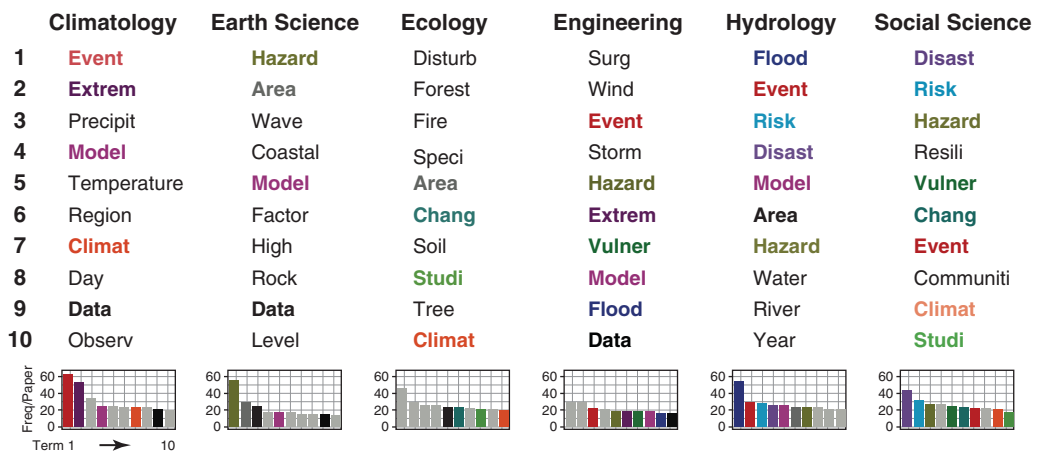 Climatology Earth Science Ecology Engineering Hydrology Social Science
1 Event Hazard Disturb Surg Flood Disast
2 Extrem Area Forest Wind Event Risk
3 Precipit Wave Fire Event Risk Hazard
4 Model Coastal Speci Storm Disast Resili
5 Temperature Model Area Hazard Model Vulner
6 Region Factor Chang Extrem Area Chang
7 Climat High Soil Vulner Hazard Event
8 Day Rock Studi Model Water Communiti
9 Data Data Tree Flood River Climat
10 Observ Level Climat Data Year Studi
Freq/Paper
60 60 60 60 60 60
40 40 40 40 40 40
20 20 20 20 20 20
0 0 0 0 0 0
Term 1 10